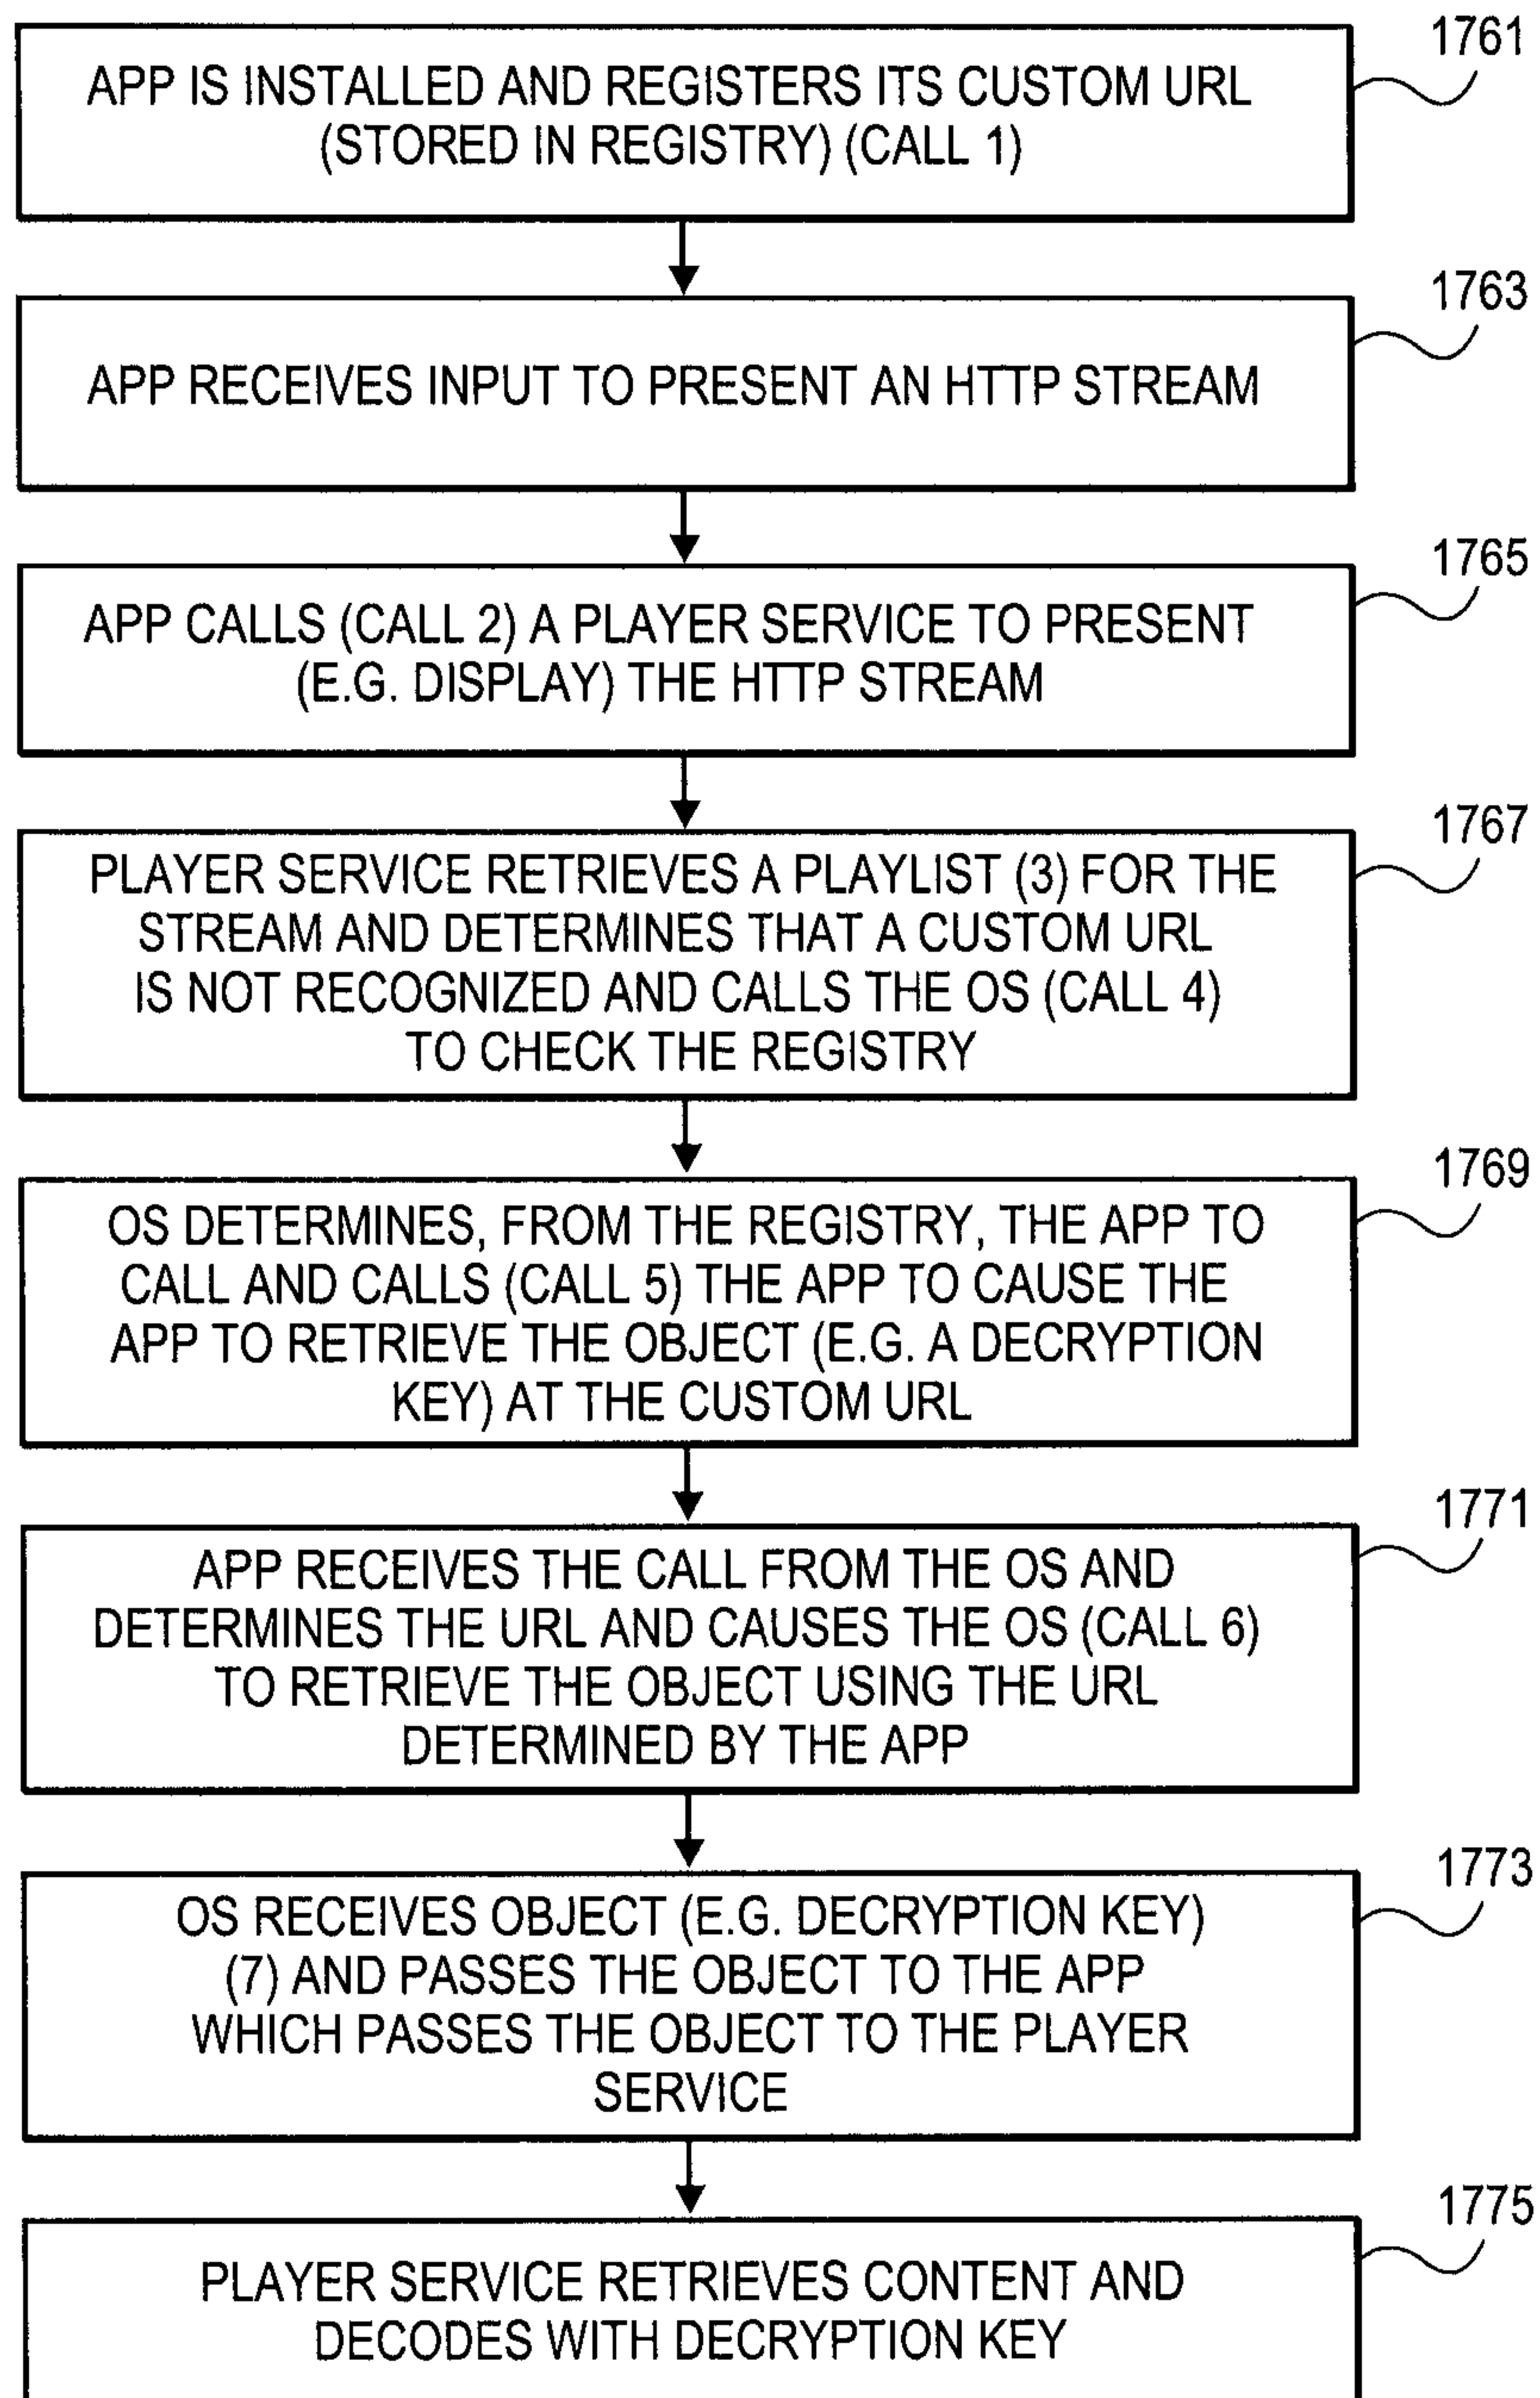 1761
APP IS INSTALLED AND REGISTERS ITS CUSTOM URL
(STORED IN REGISTRY) (CALL 1)
1763
APP RECEIVES INPUT TO PRESENT AN HTTP STREAM
1765
APP CALLS (CALL 2) A PLAYER SERVICE TO PRESENT
(E.G. DISPLAY) THE HTTP STREAM
1767
PLAYER SERVICE RETRIEVES A PLAYLIST (3) FOR THE
STREAM AND DETERMINES THAT A CUSTOM URL
IS NOT RECOGNIZED AND CALLS THE OS (CALL 4)
TO CHECK THE REGISTRY
1769
OS DETERMINES, FROM THE REGISTRY, THE APP TO
CALL AND CALLS (CALL 5) THE APP TO CAUSE THE
APP TO RETRIEVE THE OBJECT (E.G. A DECRYPTION
KEY) AT THE CUSTOM URL
1771
APP RECEIVES THE CALL FROM THE OS AND
DETERMINES THE URL AND CAUSES THE OS (CALL 6)
TO RETRIEVE THE OBJECT USING THE URL
DETERMINED BY THE APP
1773
OS RECEIVES OBJECT (E.G. DECRYPTION KEY)
(7) AND PASSES THE OBJECT TO THE APP
WHICH PASSES THE OBJECT TO THE PLAYER
SERVICE
1775
PLAYER SERVICE RETRIEVES CONTENT AND
DECODES WITH DECRYPTION KEY